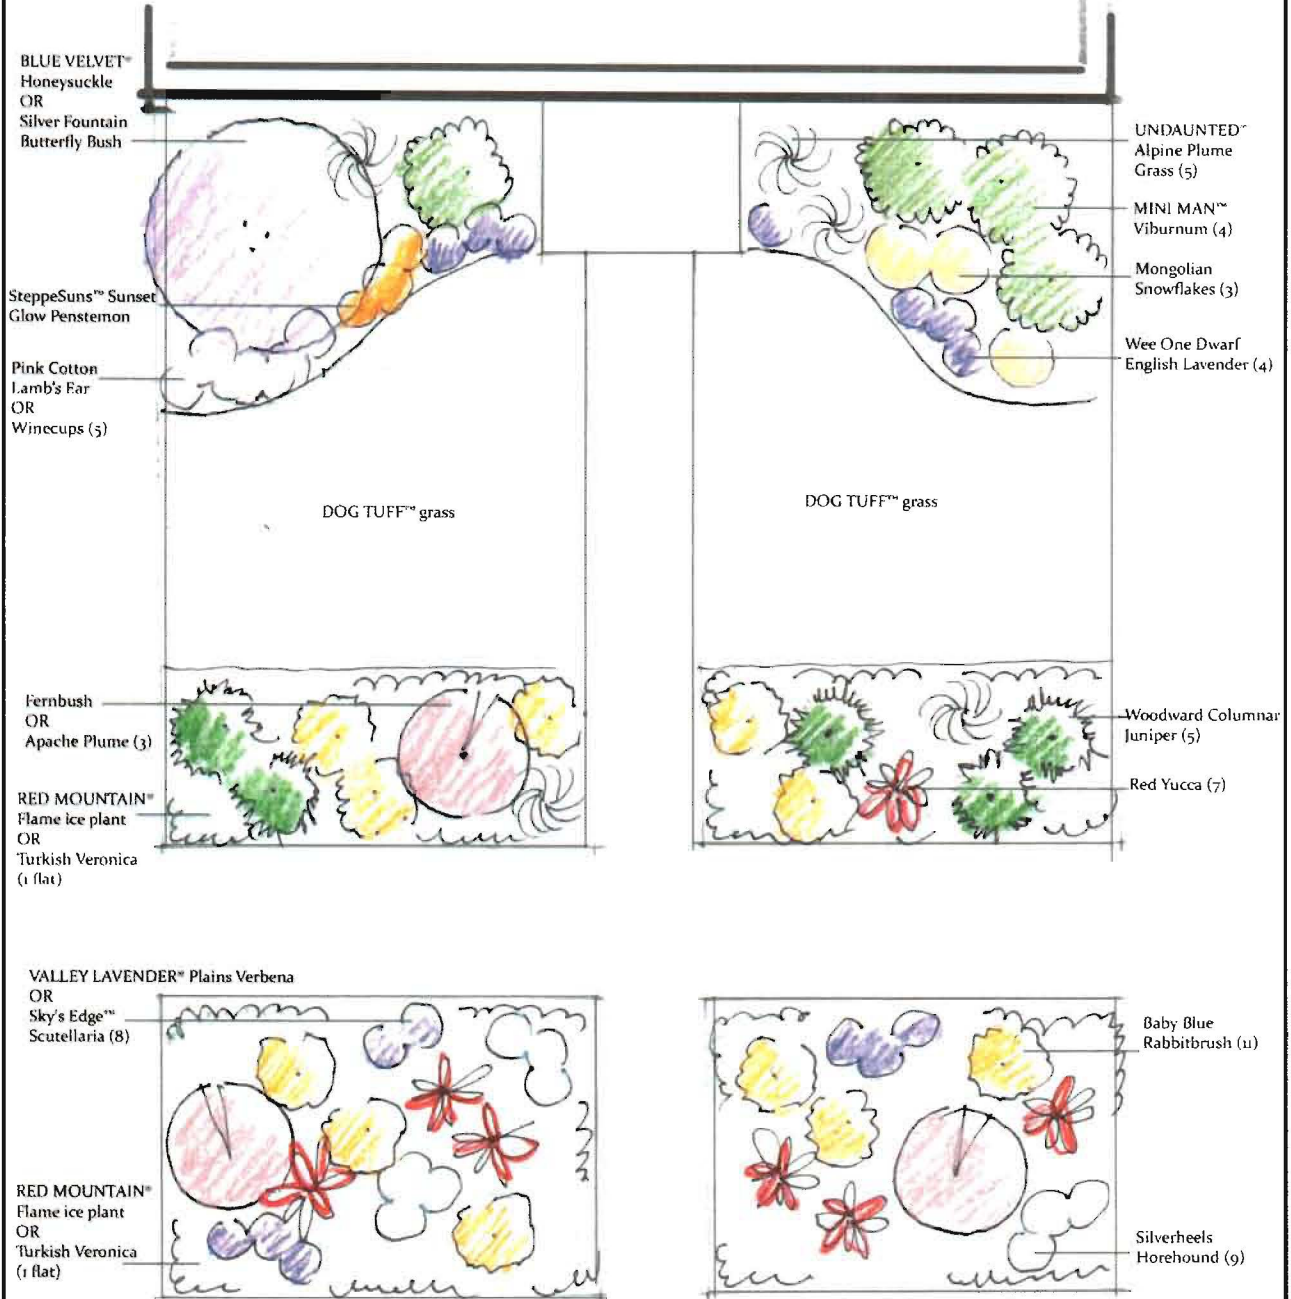 BLUE VELVET®
Honeysuckle
OR
Silver Fountain
Butterfly Bush
SteppeSuns™ Sunset
Glow Penstemon
Pink Cotton
Lamb's Ear
OR
Winecups (5)
UNDAUNTED™
Alpine Plume
Grass (5)
MINI MAN™
Viburnum (4)
Mongolian
Snowflakes (3)
Wee One Dwarf
English Lavender (4)
DOG TUFF™ grass
DOG TUFF™ grass
Fernbush
OR
Apache Plume (3)
RED MOUNTAIN®
Flame ice plant
OR
Turkish Veronica
(1 flat)
Woodward Columnar
Juniper (5)
Red Yucca (7)
VALLEY LAVENDER® Plains Verbena
OR
Sky's Edge™
Scutellaria (8)
RED MOUNTAIN®
Flame ice plant
OR
Turkish Veronica
(1 flat)
Baby Blue
Rabbitbrush (11)
Silverheels
Horehound (9)